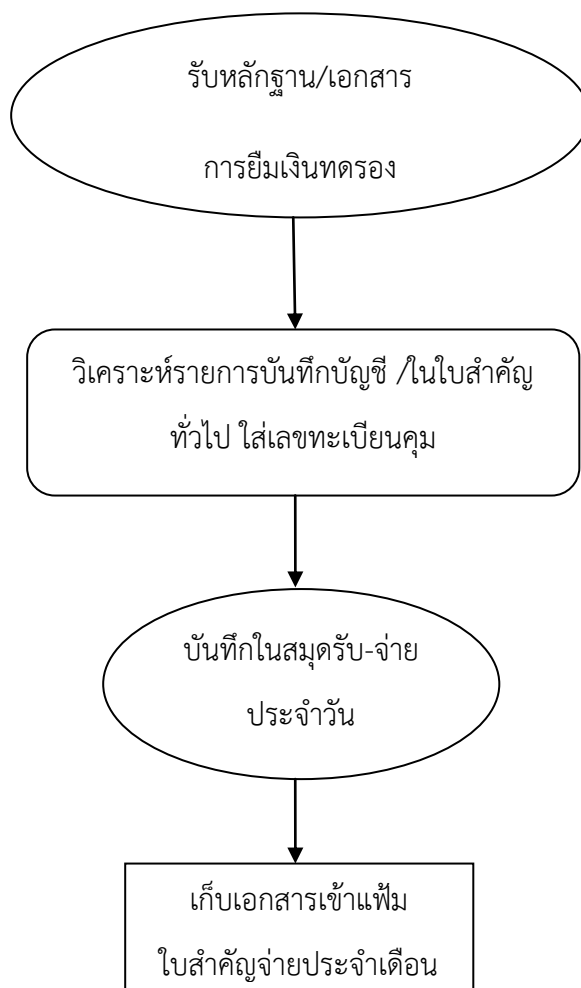 รับหลักฐาน/เอกสาร
การยืมเงินทดรอง
วิเคราะห์รายการบันทึกบัญชี /ในใบสำคัญ
ทั่วไป ใส่เลขทะเบียนคุม
บันทึกในสมุดรับ-จ่าย
ประจำวัน
เก็บเอกสารเข้าแฟ้ม
ใบสำคัญจ่ายประจำเดือน